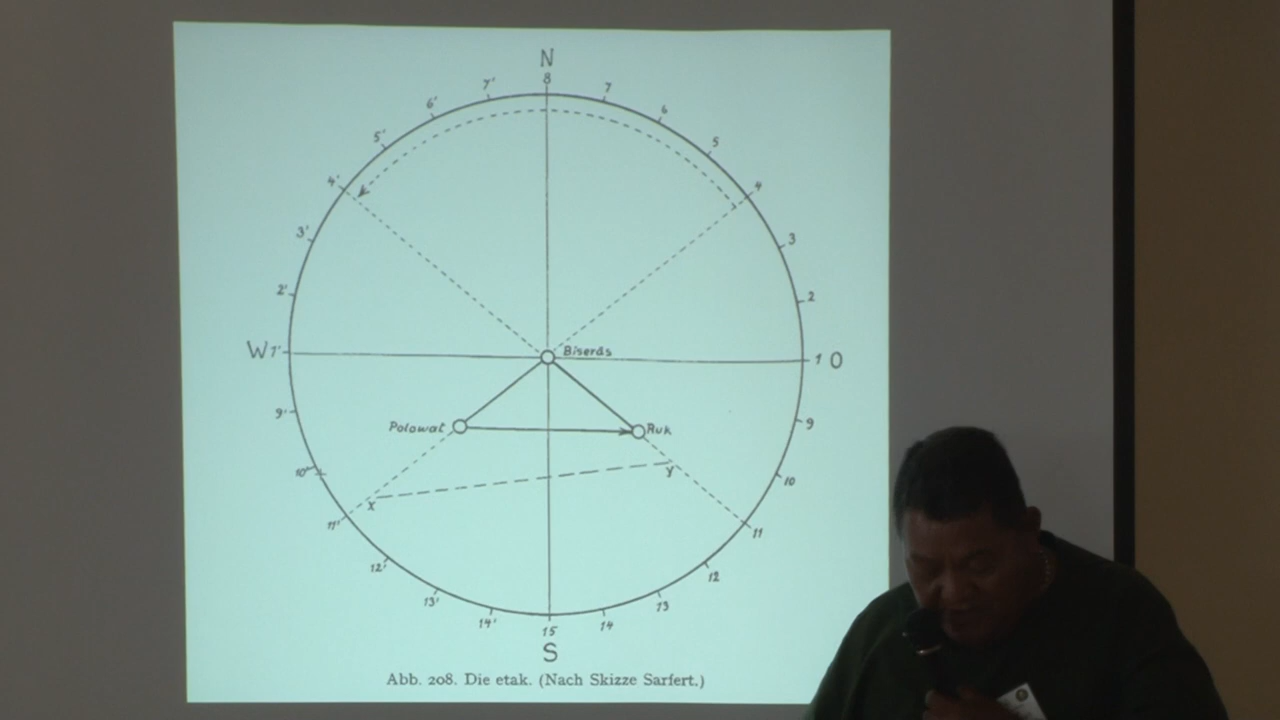 N
8
7'
7
6'
6
5'
5
4'
4
3'
3
2'
2
W 1'
Biseras
1 O
9'
Polowat
Ruk
9
10'
x
y
10
11'
11
12'
12
13'
13
14'
15
14
S
Abb. 208. Die etak. (Nach Skizze Sarfert.)